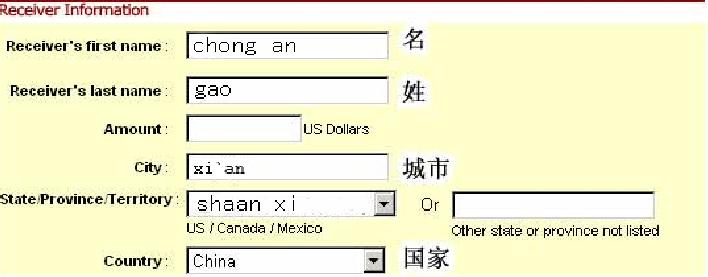 Receiver Information
Receiver's first name : chong an 名
Receiver's last name : gao 姓
Amount : US Dollars
City : xi`an 城市
State/Province/Territory : shaan xi Or
US / Canada / Mexico Other state or province not listed
Country : China 国家